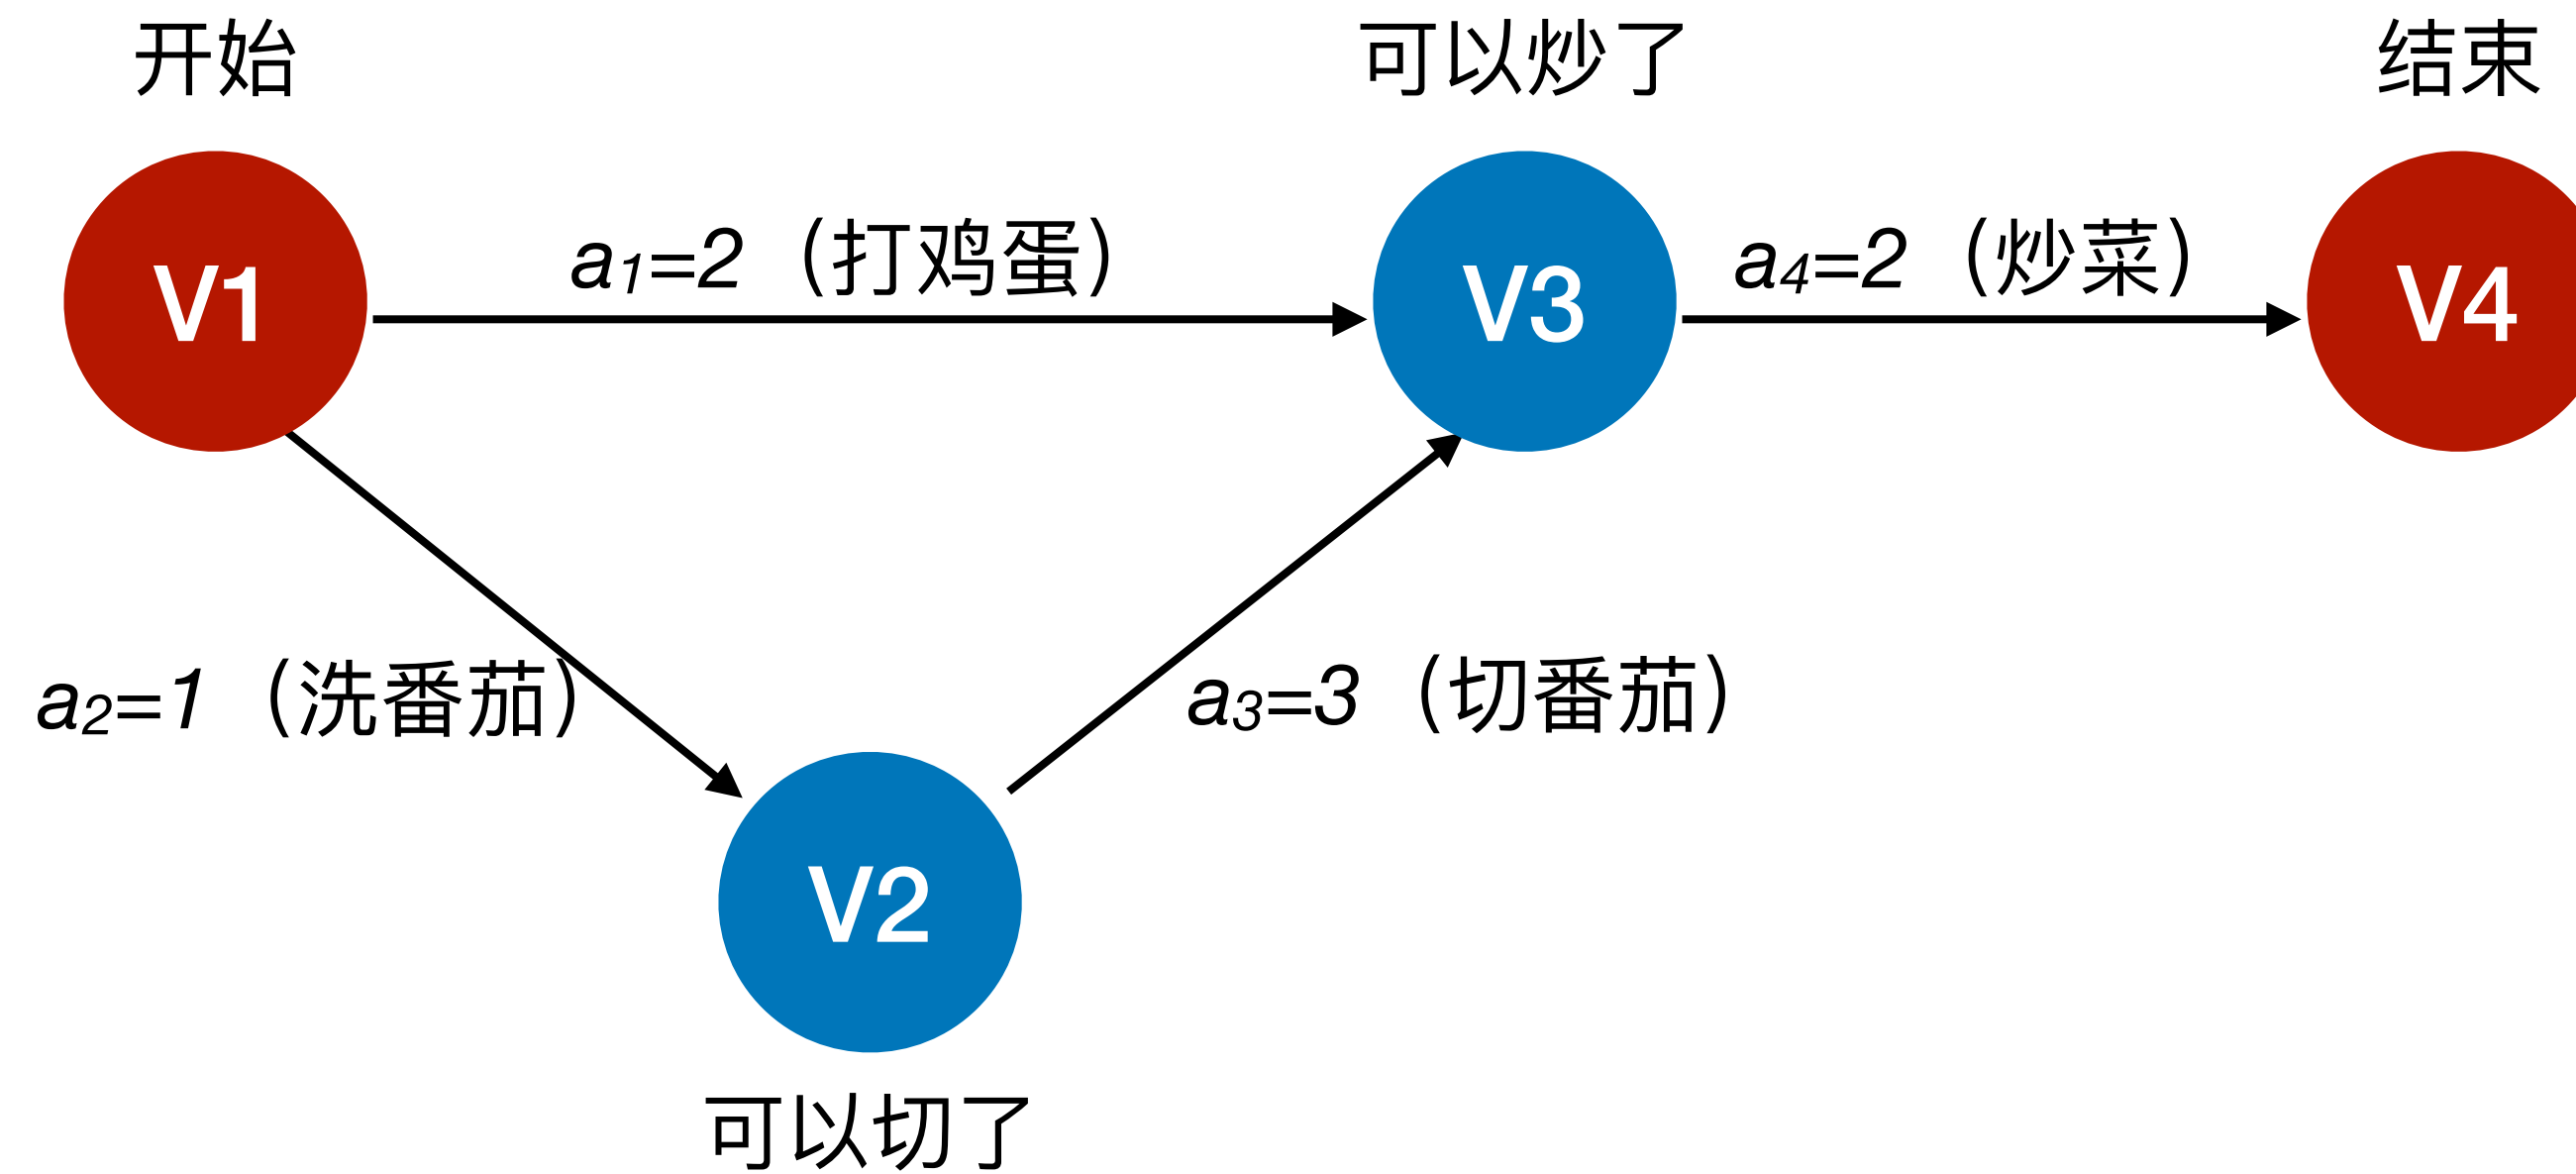 开始
可以炒了
结束
a₁=2（打鸡蛋）
a₄=2（炒菜）
V1
V3
V4
a₂=1（洗番茄）
a₃=3（切番茄）
V2
可以切了